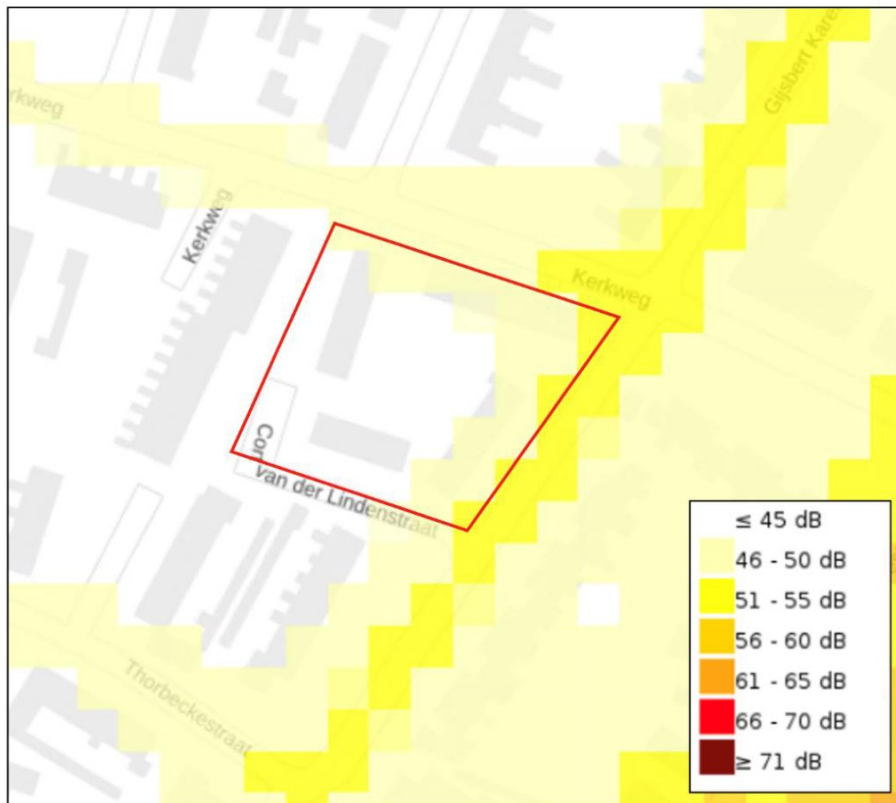 Gijsbert Kare
rkweg
Kerkweg
Kerkweg
Cor
van der Lindenstraat
Thorbeckestraat
≤ 45 dB
46 - 50 dB
51 - 55 dB
56 - 60 dB
61 - 65 dB
66 - 70 dB
≥ 71 dB